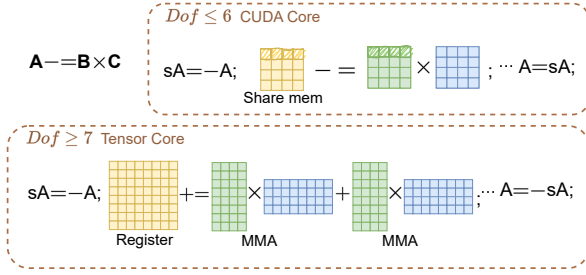 Dof ≤ 6 CUDA Core
A−=B×C
sA=−A; − = × ; ··· A=sA;
Share mem
Dof ≥ 7 Tensor Core
sA=−A; += × + × ; ··· A=−sA;
Register MMA MMA